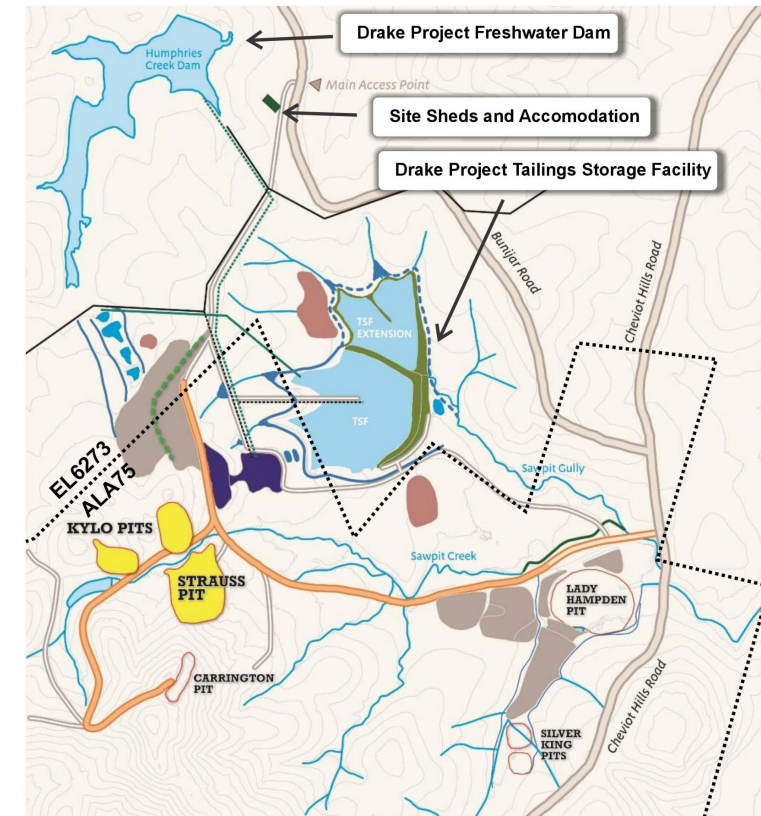 Drake Project Freshwater Dam
Humphries
Creek Dam
Main Access Point
Site Sheds and Accomodation
Drake Project Tailings Storage Facility
Bunijar Road
Cheviot Hills Road
TSF
EXTENSION
TSF
EL6273
ALA75
Sawpit Gully
KYLO PITS
Sawpit Creek
STRAUSS
PIT
LADY
HAMPDEN
PIT
CARRINGTON
PIT
Cheviot Hills Road
SILVER
KING
PITS